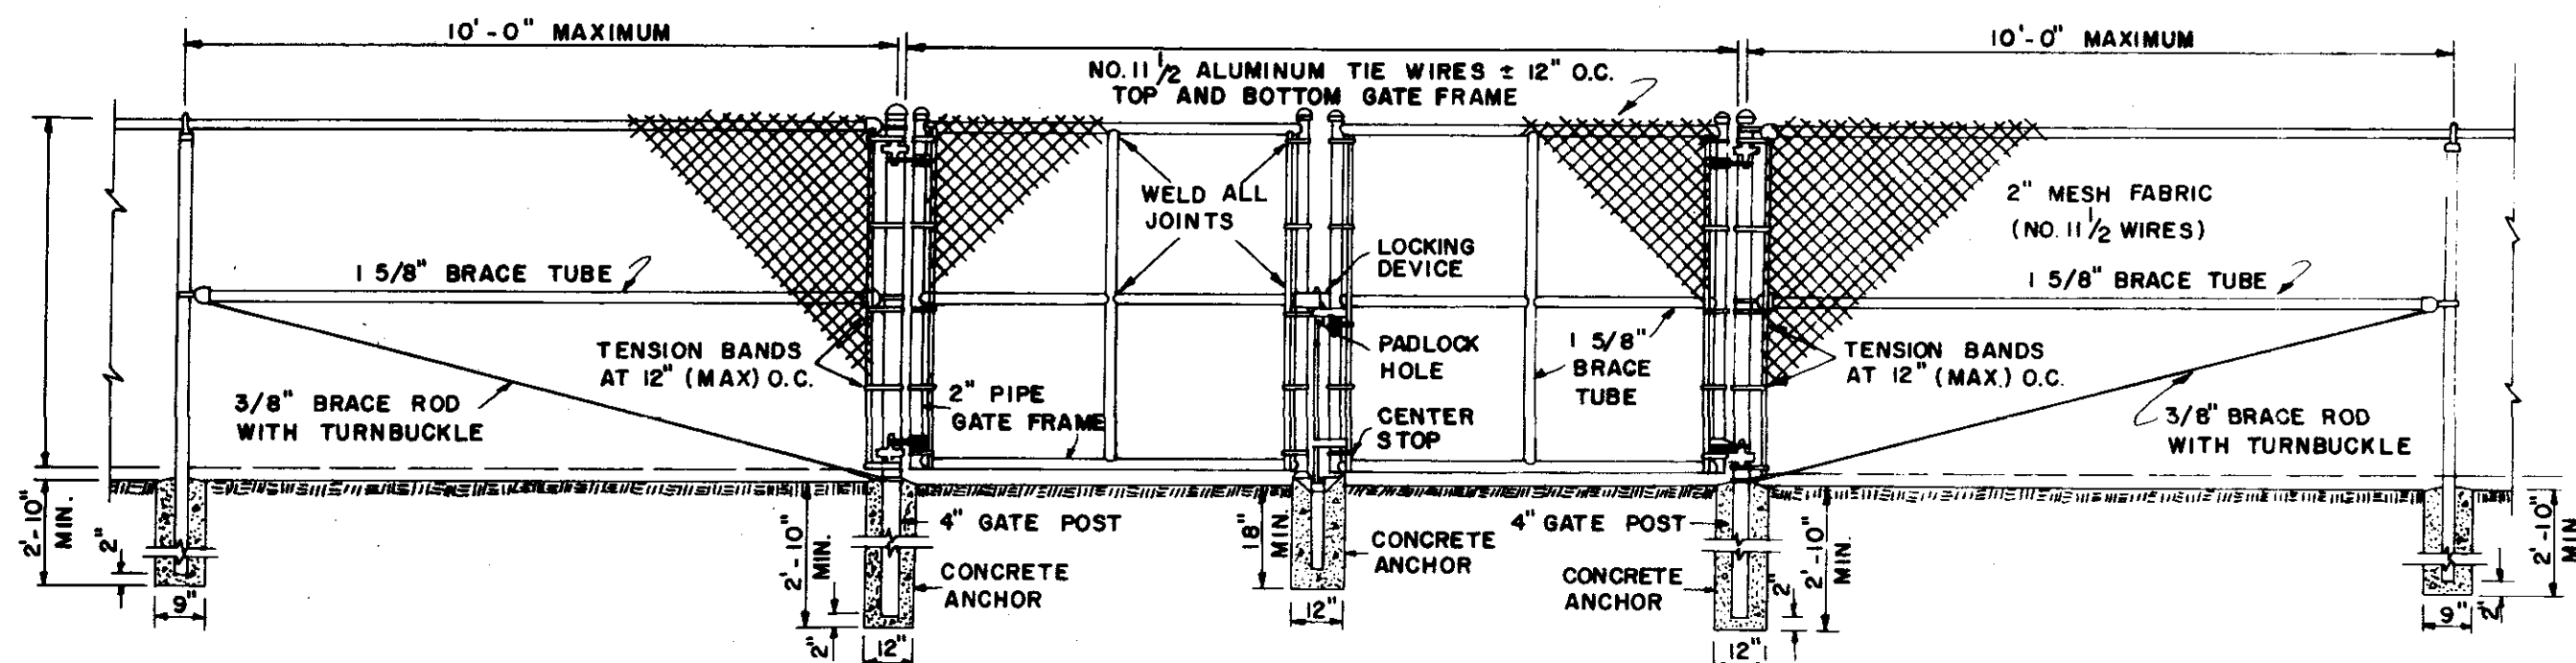 10'-0" MAXIMUM
10'-0" MAXIMUM
NO. 11 1/2 ALUMINUM TIE WIRES ± 12" O.C.
TOP AND BOTTOM GATE FRAME
WELD ALL
JOINTS
2" MESH FABRIC
(NO. 11 1/2 WIRES)
LOCKING
DEVICE
1 5/8" BRACE TUBE
1 5/8" BRACE TUBE
TENSION BANDS
AT 12" (MAX) O.C.
PADLOCK
HOLE
1 5/8"
BRACE
TUBE
TENSION BANDS
AT 12" (MAX.) O.C.
3/8" BRACE ROD
WITH TURNBUCKLE
2" PIPE
GATE FRAME
CENTER
STOP
3/8" BRACE ROD
WITH TURNBUCKLE
2'-10"
MIN.
2"
9"
4" GATE POST
2'-10"
MIN.
2"
12"
CONCRETE
ANCHOR
18"
MIN.
12"
CONCRETE
ANCHOR
4" GATE POST
CONCRETE
ANCHOR
2"
2'-10"
MIN.
12"
2'-10"
MIN
2"
9"